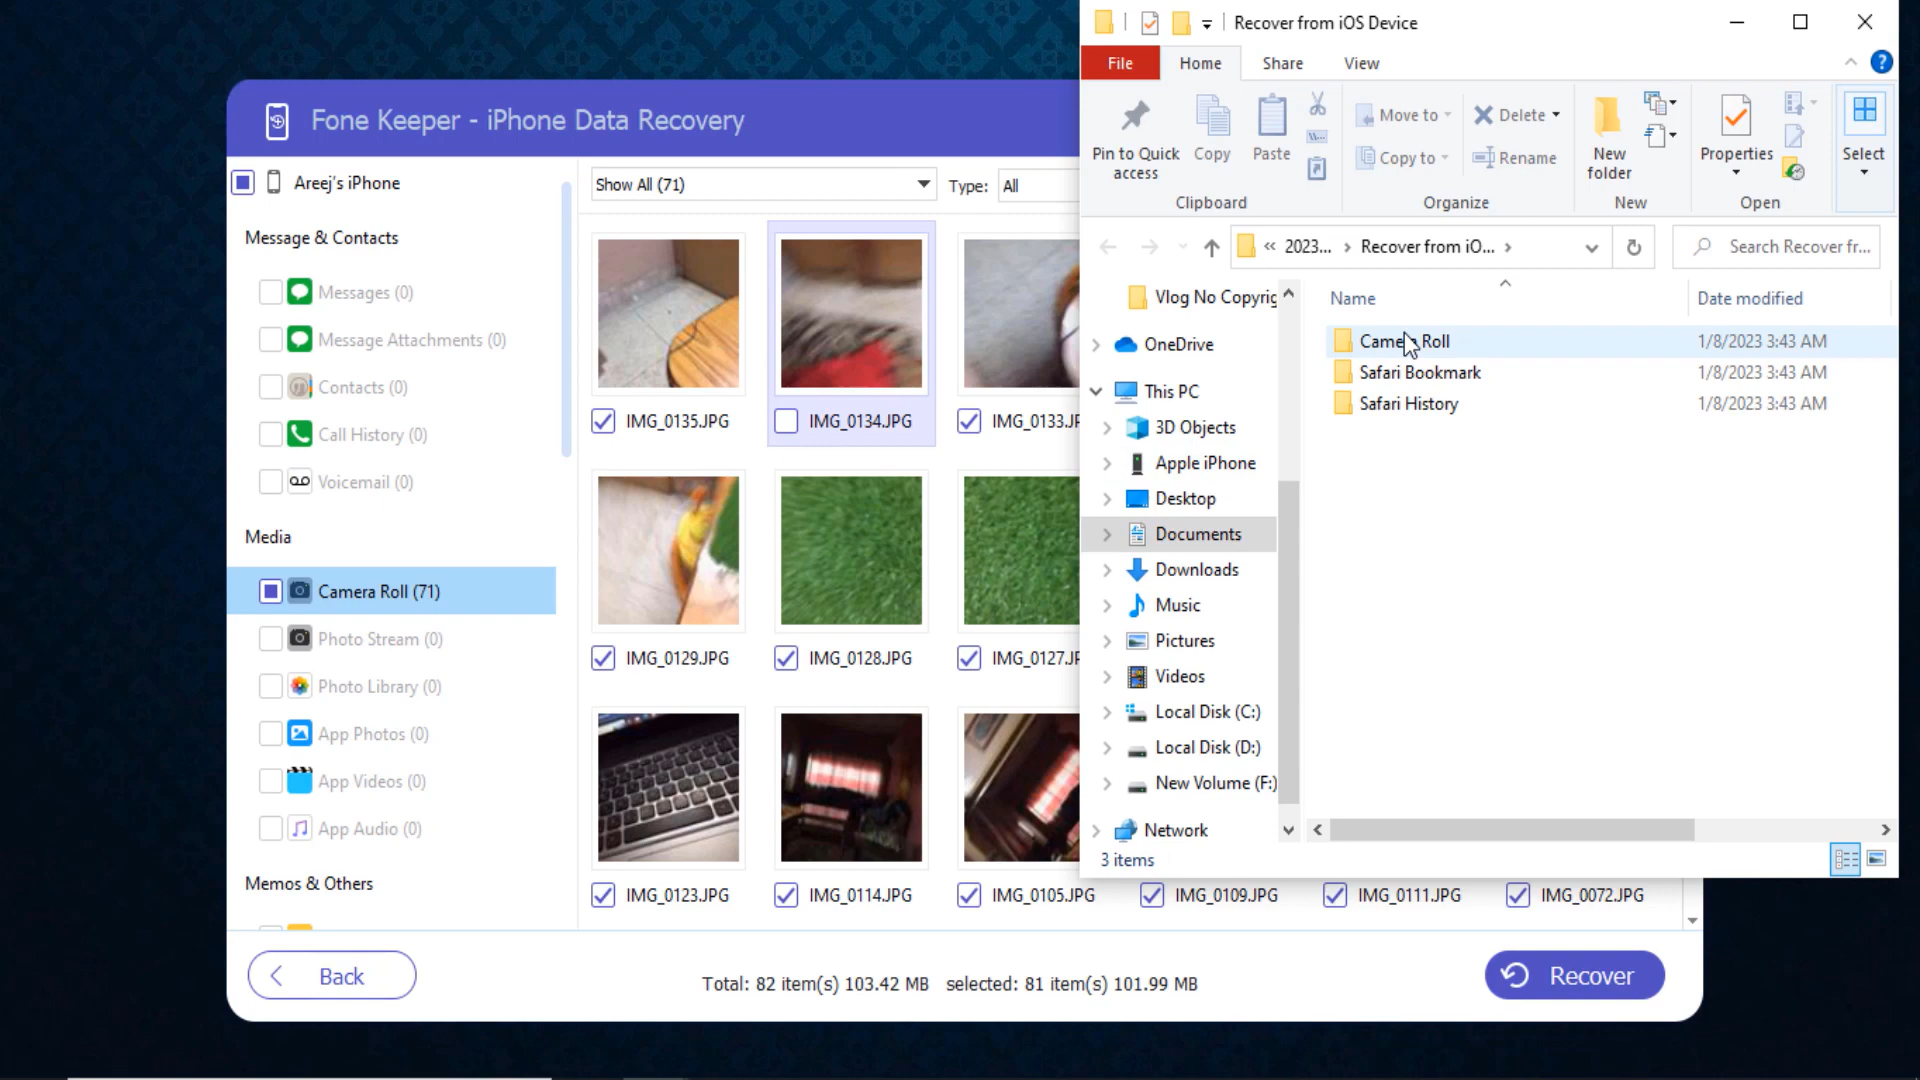 Fone Keeper - iPhone Data Recovery
Areej's iPhone
Message & Contacts
Messages (0)
Message Attachments (0)
Contacts (0)
Call History (0)
Voicemail (0)
Media
Camera Roll (71)
Photo Stream (0)
Photo Library (0)
App Photos (0)
App Videos (0)
App Audio (0)
Memos & Others
Back
Show All (71)
Type: All
IMG_0135.JPG
IMG_0134.JPG
IMG_0133.JP
IMG_0129.JPG
IMG_0128.JPG
IMG_0127.JP
IMG_0123.JPG
IMG_0114.JPG
IMG_0105.JPG
IMG_0109.JPG
IMG_0111.JPG
IMG_0072.JPG
Total: 82 item(s) 103.42 MB selected: 81 item(s) 101.99 MB
Recover
Recover from iOS Device
File
Home
Share
View
Pin to Quick access
Copy
Paste
Clipboard
Move to
Copy to
Delete
Rename
Organize
New folder
New
Properties
Open
Select
« 2023... › Recover from iO... ›
Search Recover fr...
Vlog No Copyrig
OneDrive
This PC
3D Objects
Apple iPhone
Desktop
Documents
Downloads
Music
Pictures
Videos
Local Disk (C:)
Local Disk (D:)
New Volume (F:)
Network
Name
Date modified
Camera Roll 1/8/2023 3:43 AM
Safari Bookmark 1/8/2023 3:43 AM
Safari History 1/8/2023 3:43 AM
3 items